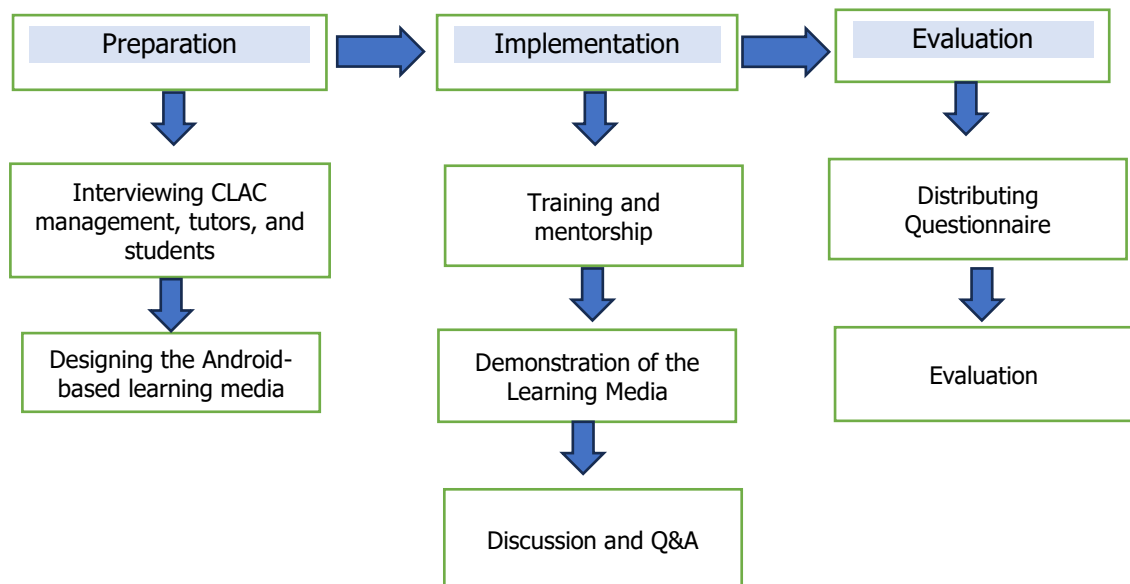 Preparation
Implementation
Evaluation
Interviewing CLAC
management, tutors, and
students
Designing the Android-
based learning media
Training and
mentorship
Demonstration of the
Learning Media
Discussion and Q&A
Distributing
Questionnaire
Evaluation